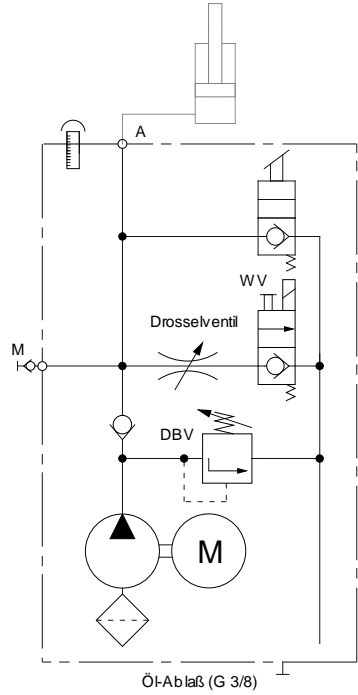 A
WV
Drosselventil
M
DBV
M
Öl-Ablaß (G 3/8)